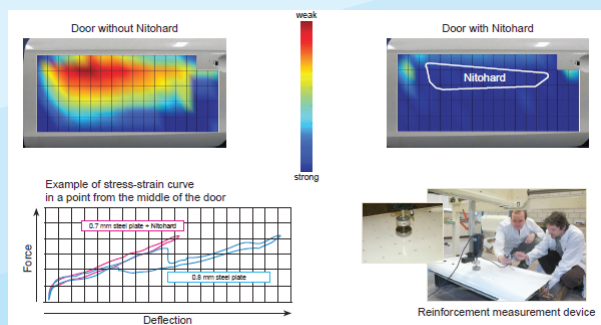 Door without Nitohard
weak
Door with Nitohard
Nitohard
strong
Example of stress-strain curve
in a point from the middle of the door
0.7 mm steel plate + Nitohard
0.8 mm steel plate
Force
Deflection
Reinforcement measurement device